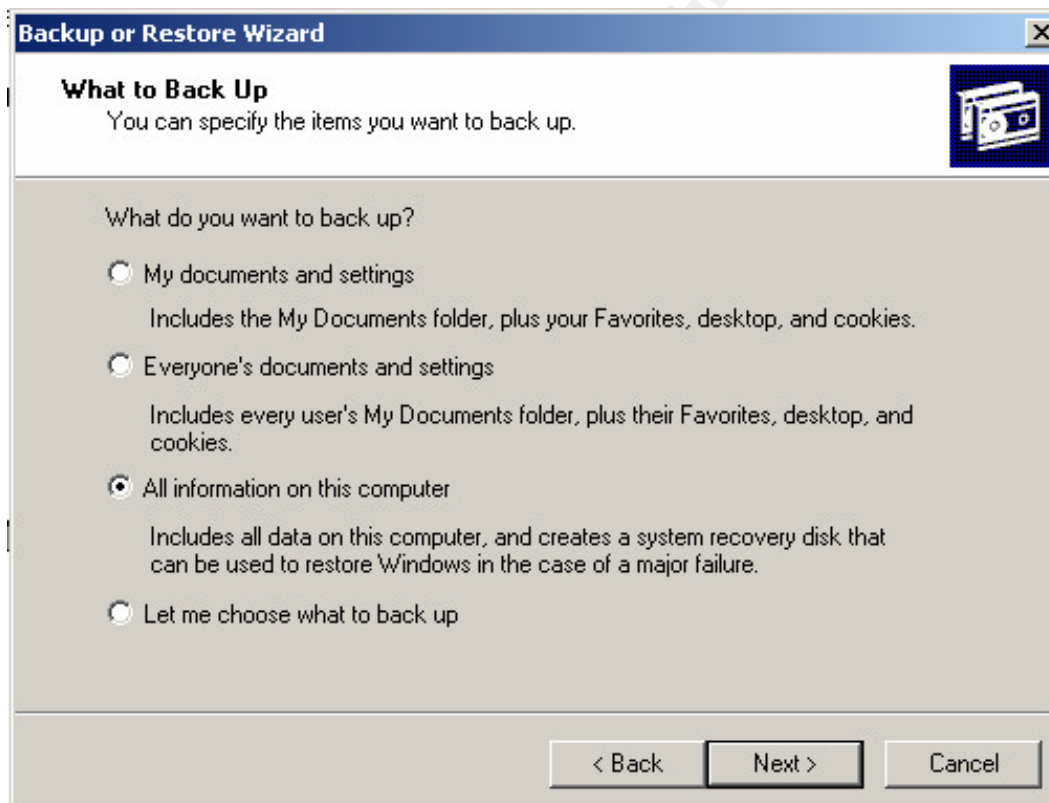 Backup or Restore Wizard
What to Back Up
You can specify the items you want to back up.
What do you want to back up?
My documents and settings
Includes the My Documents folder, plus your Favorites, desktop, and cookies.
Everyone's documents and settings
Includes every user's My Documents folder, plus their Favorites, desktop, and
cookies.
All information on this computer
Includes all data on this computer, and creates a system recovery disk that
can be used to restore Windows in the case of a major failure.
Let me choose what to back up
< Back Next > Cancel